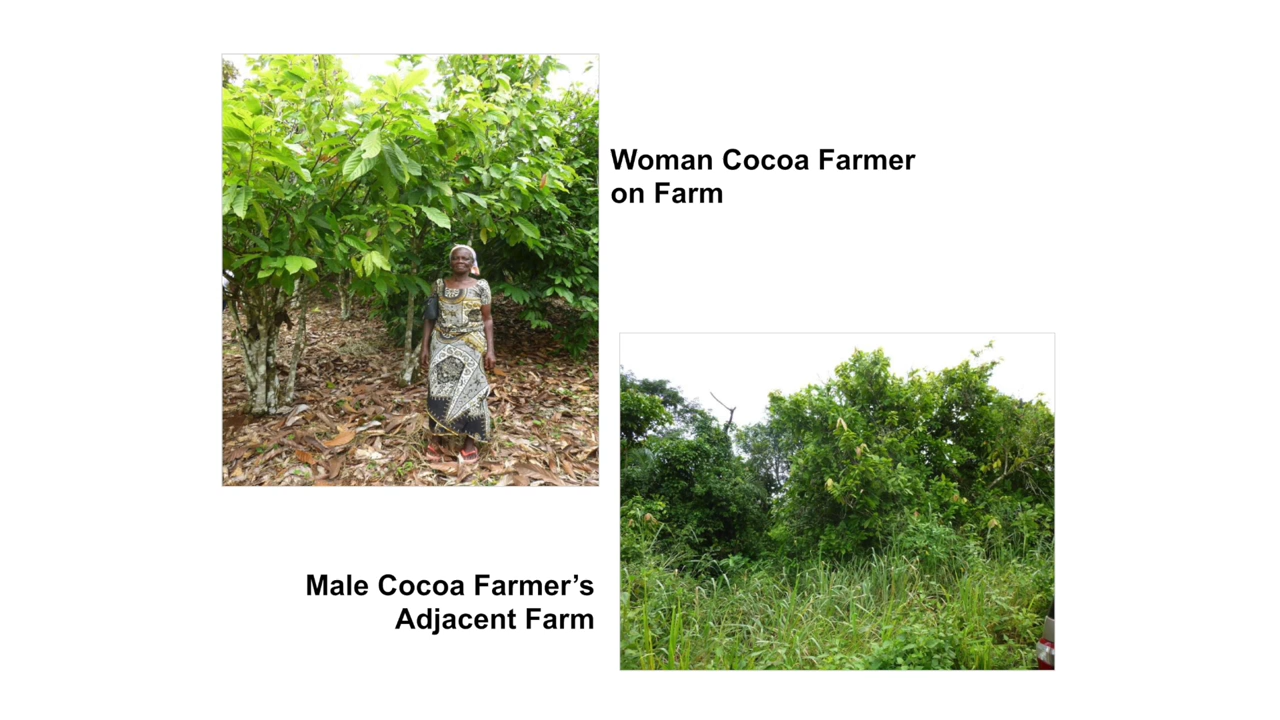 Woman Cocoa Farmer
on Farm
Male Cocoa Farmer’s
Adjacent Farm